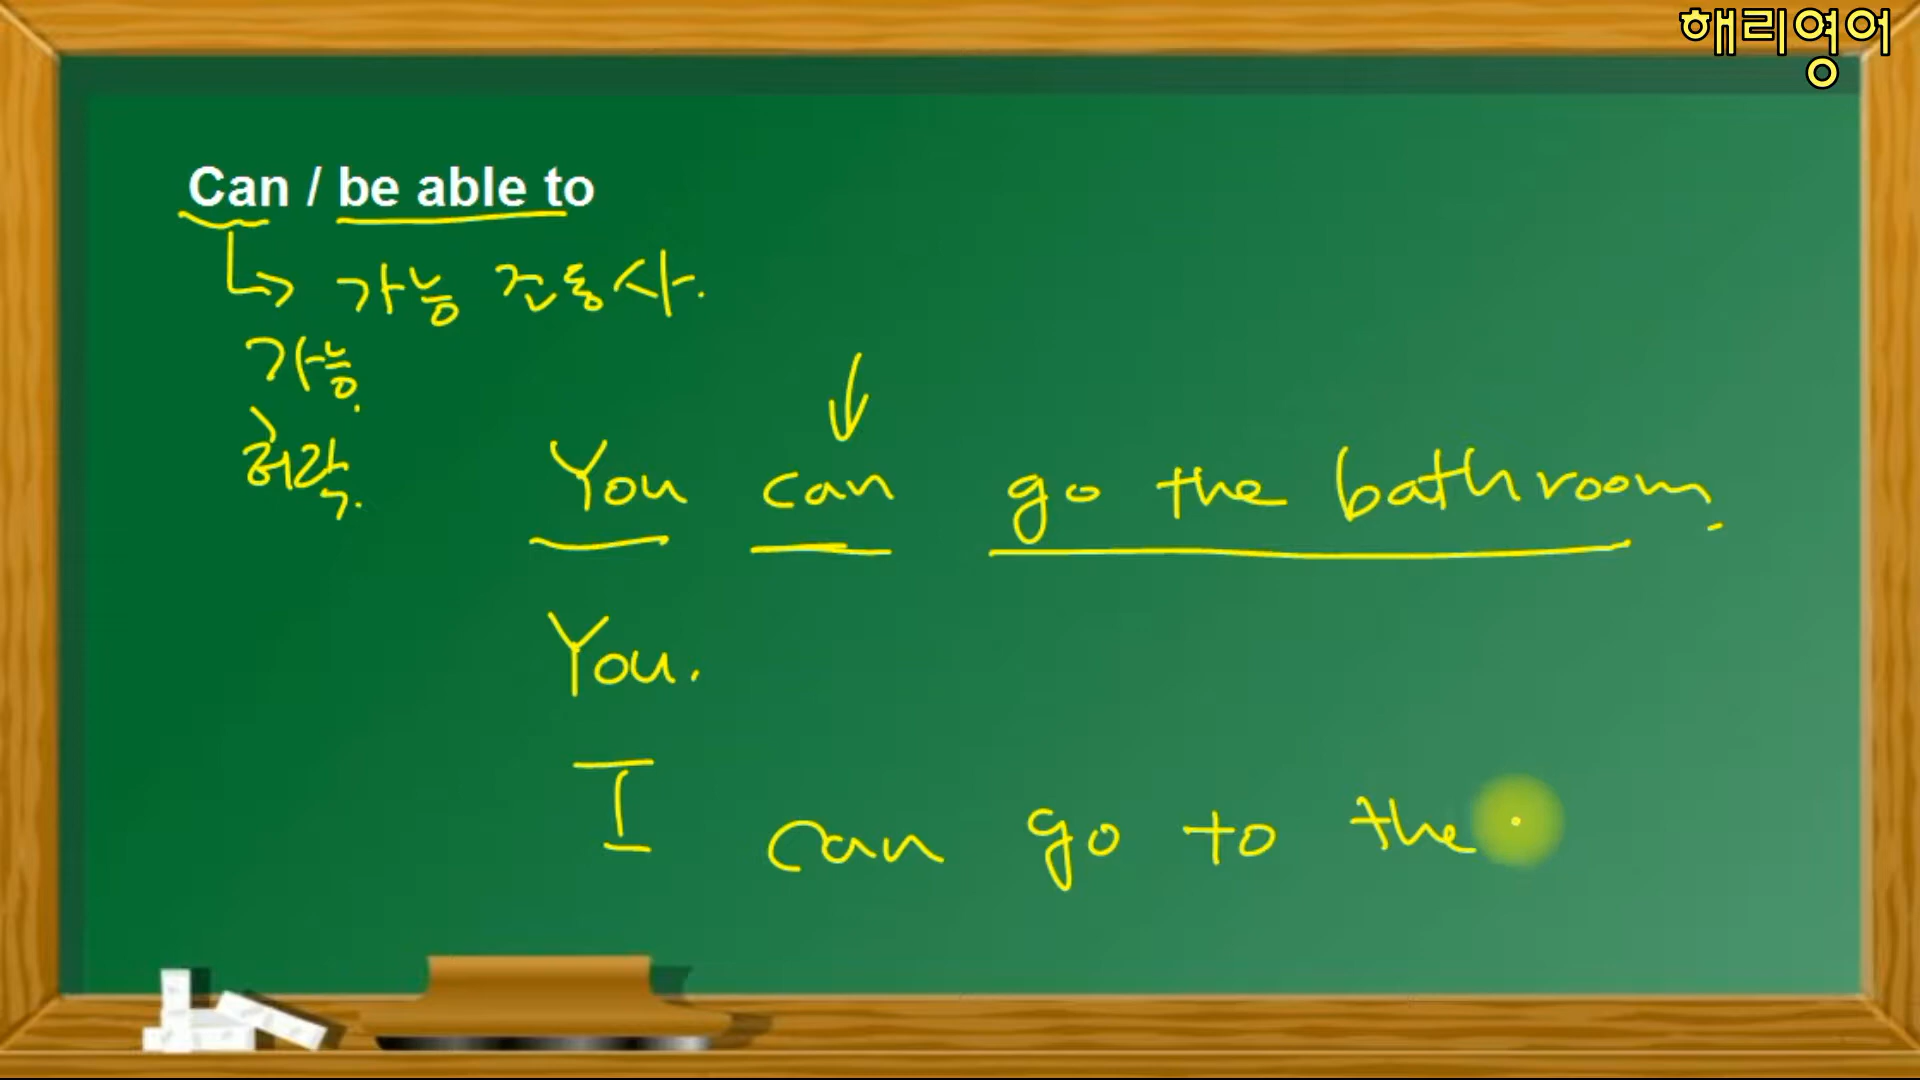 해리영어
Can / be able to
가능 조동사.
가능.
허락.
You can go the bathroom.
You.
I can go to the